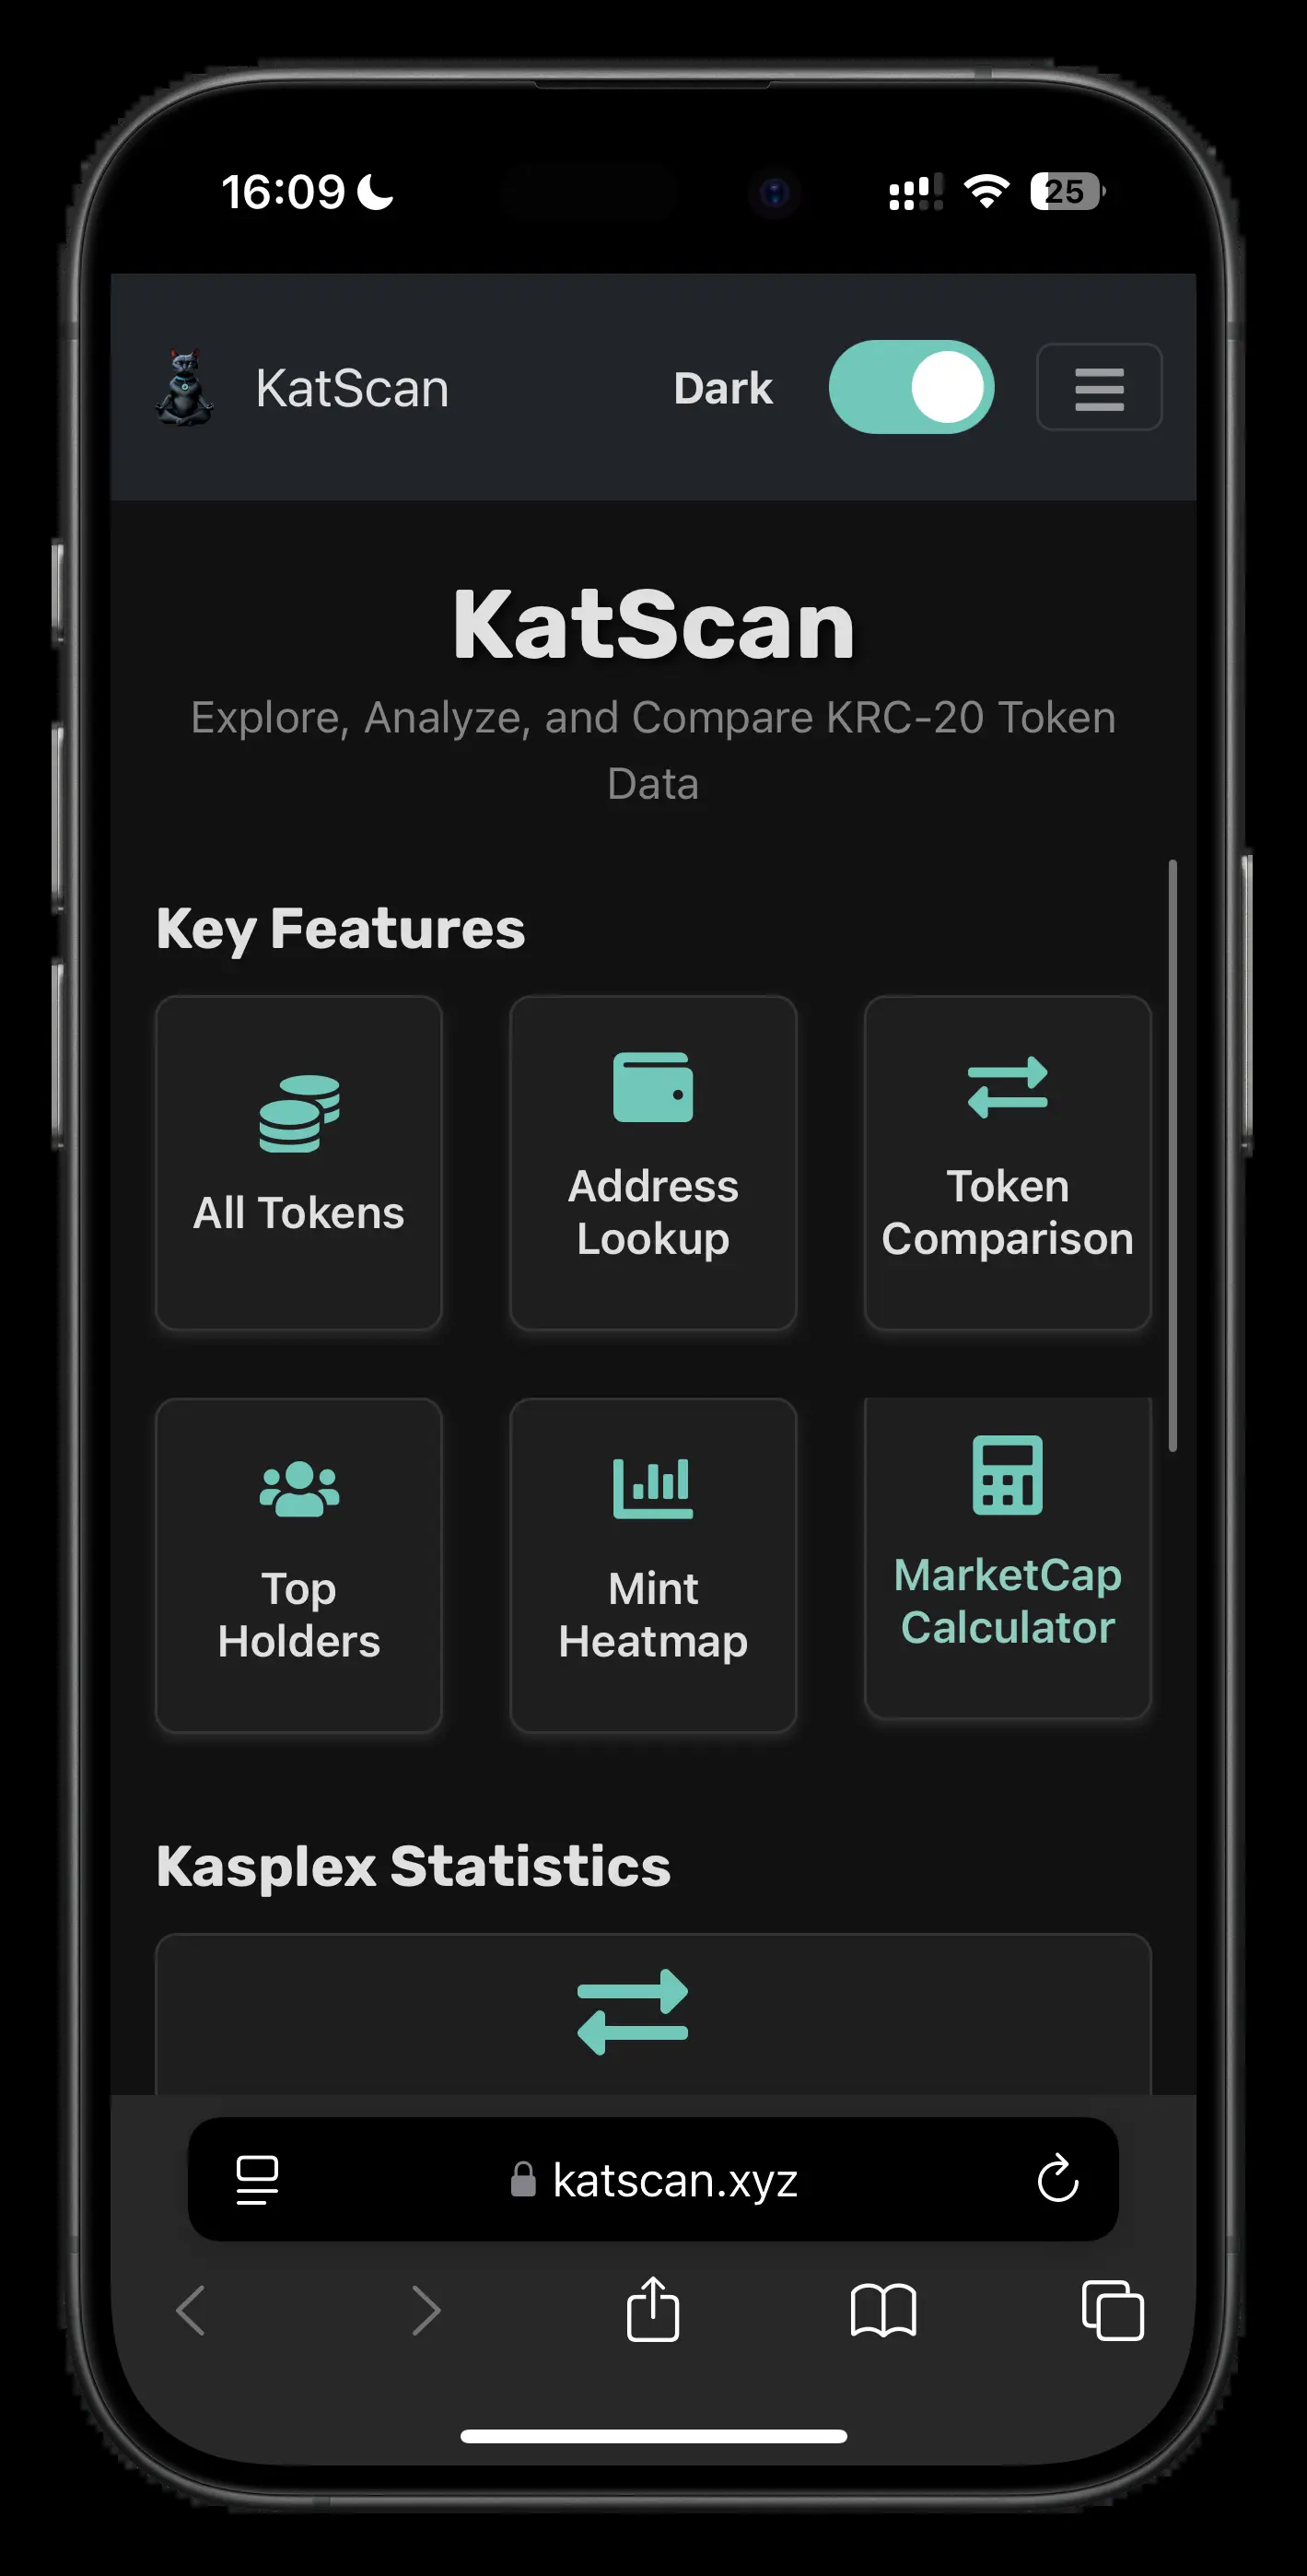 16:09
25
KatScan
Dark
KatScan
Explore, Analyze, and Compare KRC-20 Token
Data
Key Features
All Tokens
Address
Lookup
Token
Comparison
Top
Holders
Mint
Heatmap
MarketCap
Calculator
Kasplex Statistics
katscan.xyz